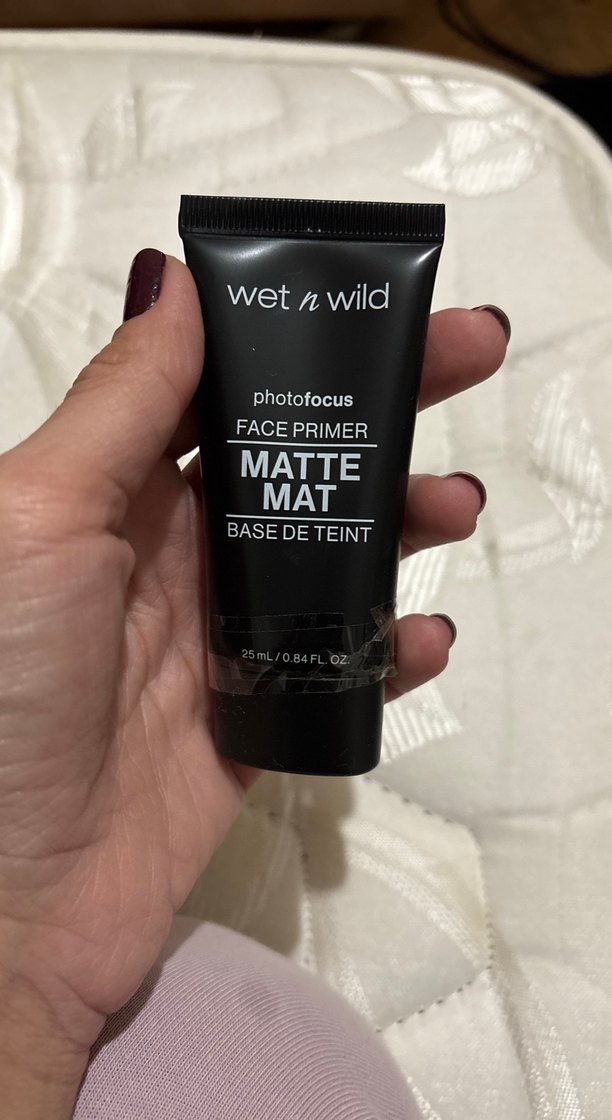 wet n wild
photofocus
FACE PRIMER
MATTE
MAT
BASE DE TEINT
25 mL / 0.84 FL. OZ.